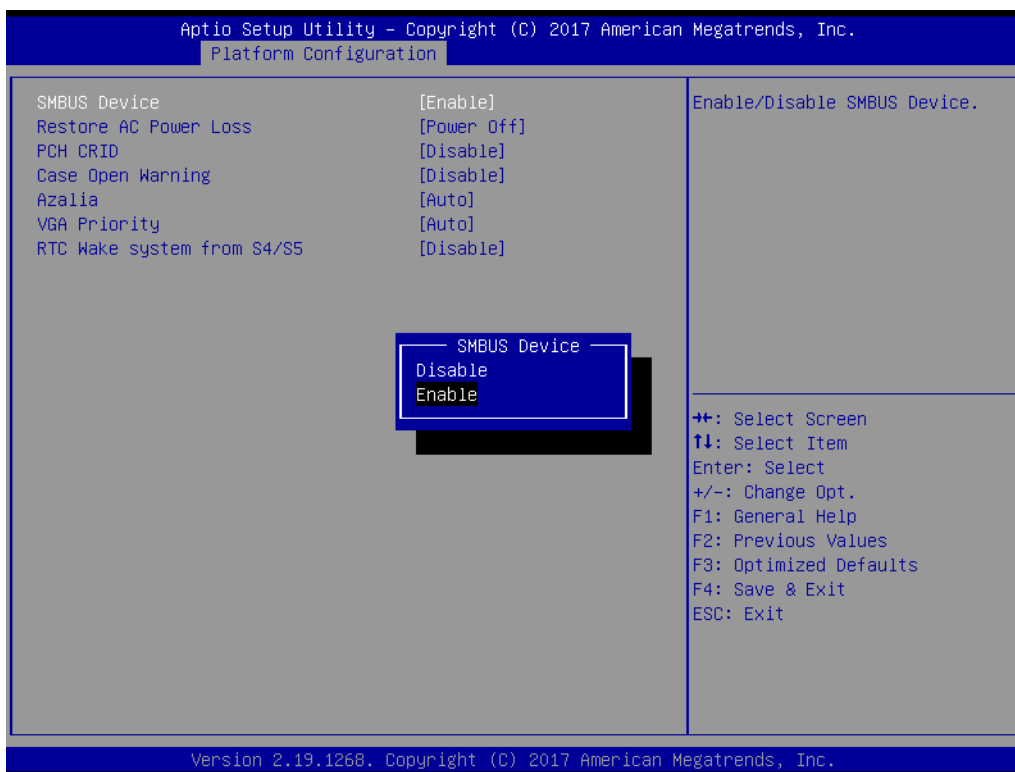 Aptio Setup Utility – Copyright (C) 2017 American Megatrends, Inc.
Platform Configuration
SMBUS Device [Enable]
Restore AC Power Loss [Power Off]
PCH CRID [Disable]
Case Open Warning [Disable]
Azalia [Auto]
VGA Priority [Auto]
RTC Wake system from S4/S5 [Disable]
SMBUS Device
Disable
Enable
Enable/Disable SMBUS Device.
→←: Select Screen
↑↓: Select Item
Enter: Select
+/-: Change Opt.
F1: General Help
F2: Previous Values
F3: Optimized Defaults
F4: Save & Exit
ESC: Exit
Version 2.19.1268. Copyright (C) 2017 American Megatrends, Inc.